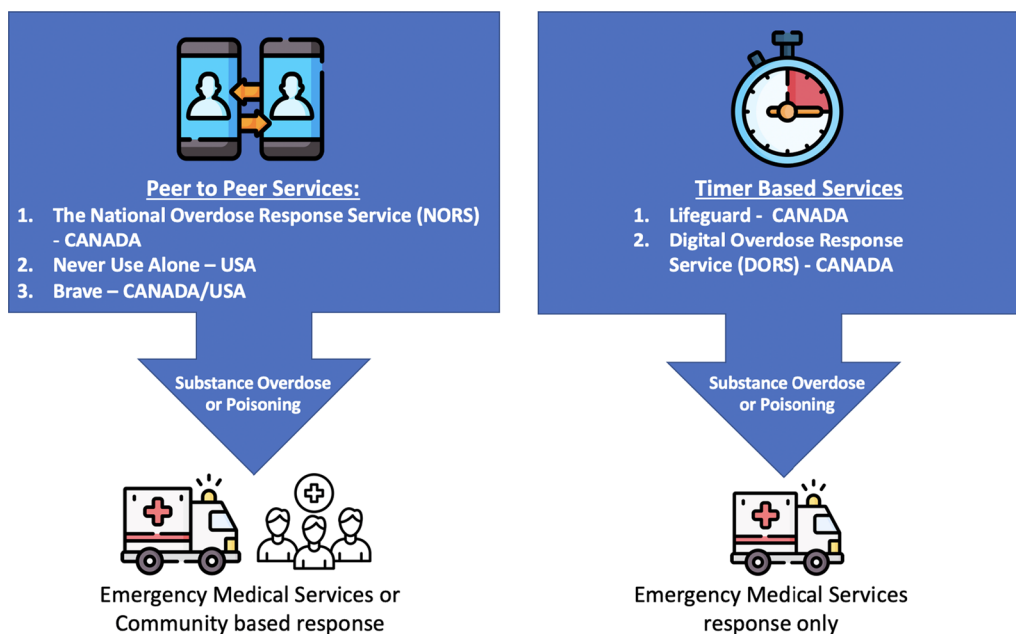 Peer to Peer Services:
1. The National Overdose Response Service (NORS)
- CANADA
2. Never Use Alone – USA
3. Brave – CANADA/USA
Substance Overdose
or Poisoning
Emergency Medical Services or
Community based response
Timer Based Services
1. Lifeguard - CANADA
2. Digital Overdose Response
Service (DORS) - CANADA
Substance Overdose
or Poisoning
Emergency Medical Services
response only